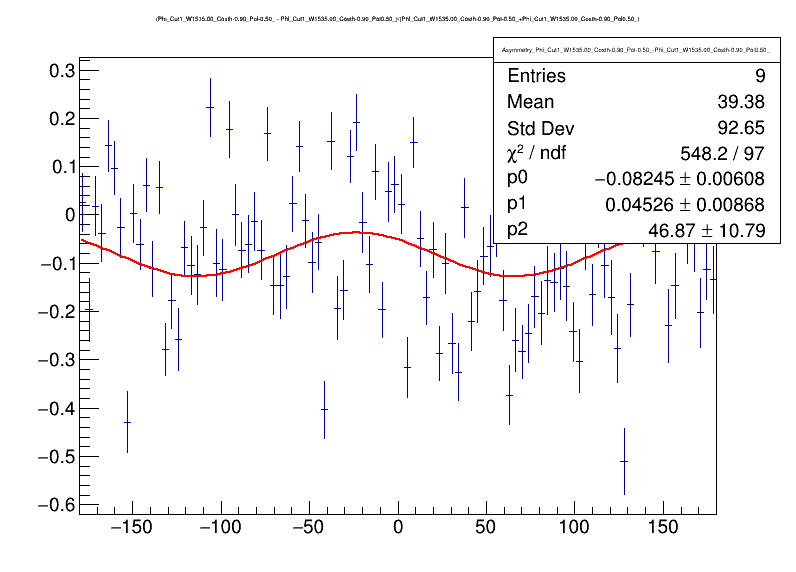 (Phi_Cut1_W1535.00_Costh-0.90_Pol-0.50_ - Phi_Cut1_W1535.00_Costh-0.90_Pol0.50_)/(Phi_Cut1_W1535.00_Costh-0.90_Pol-0.50_+Phi_Cut1_W1535.00_Costh-0.90_Pol0.50_)
Asymmetry_Phi_Cut1_W1535.00_Costh-0.90_Pol-0.50_-Phi_Cut1_W1535.00_Costh-0.90_Pol0.50_
Entries 9
Mean 39.38
Std Dev 92.65
χ² / ndf 548.2 / 97
p0 −0.08245 ± 0.00608
p1 0.04526 ± 0.00868
p2 46.87 ± 10.79
0.3
0.2
0.1
0
−0.1
−0.2
−0.3
−0.4
−0.5
−0.6
−150 −100 −50 0 50 100 150